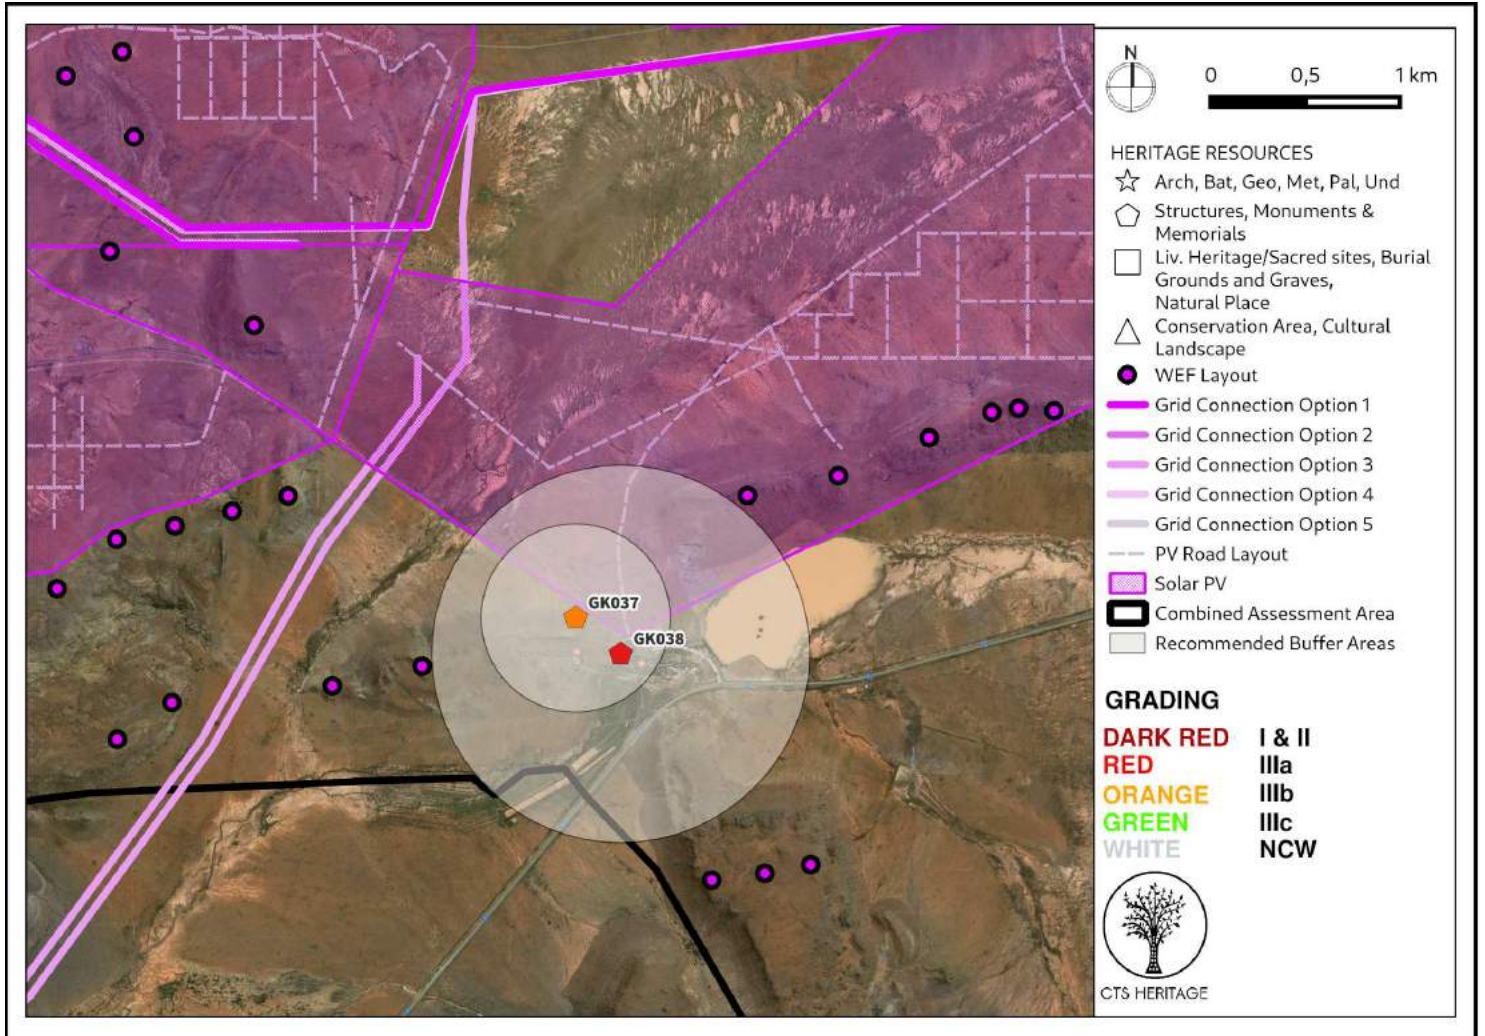 N
0 0,5 1 km
HERITAGE RESOURCES
Arch, Bat, Geo, Met, Pal, Und
Structures, Monuments &
Memorials
Liv. Heritage/Sacred sites, Burial
Grounds and Graves,
Natural Place
Conservation Area, Cultural
Landscape
WEF Layout
Grid Connection Option 1
Grid Connection Option 2
Grid Connection Option 3
Grid Connection Option 4
Grid Connection Option 5
PV Road Layout
Solar PV
Combined Assessment Area
Recommended Buffer Areas
GRADING
DARK RED I & II
RED IIIa
ORANGE IIIb
GREEN IIIc
WHITE NCW
CTS HERITAGE
GK037
GK038